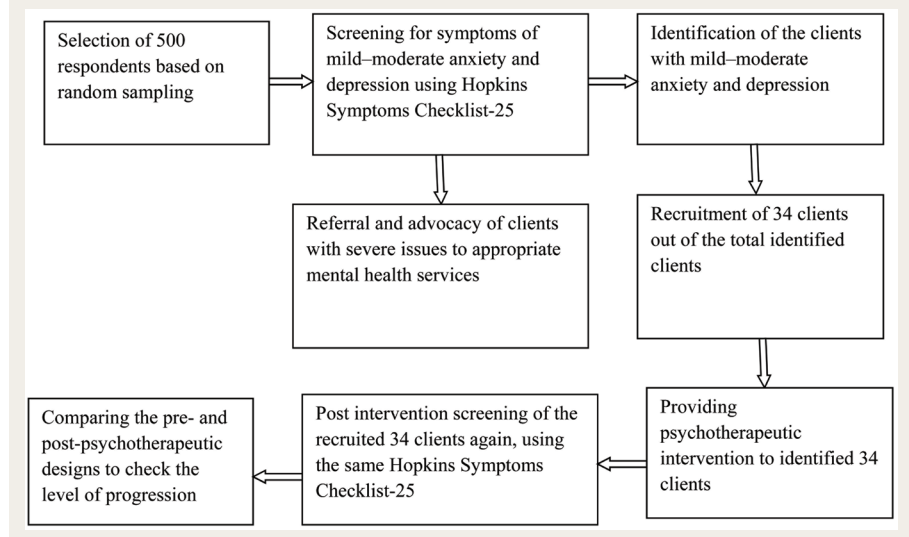 Selection of 500
respondents based on
random sampling
Screening for symptoms of
mild–moderate anxiety and
depression using Hopkins
Symptoms Checklist-25
Identification of the clients
with mild–moderate
anxiety and depression
Referral and advocacy of clients
with severe issues to appropriate
mental health services
Recruitment of 34 clients
out of the total identified
clients
Providing
psychotherapeutic
intervention to identified 34
clients
Post intervention screening of the
recruited 34 clients again, using
the same Hopkins Symptoms
Checklist-25
Comparing the pre- and
post-psychotherapeutic
designs to check the
level of progression